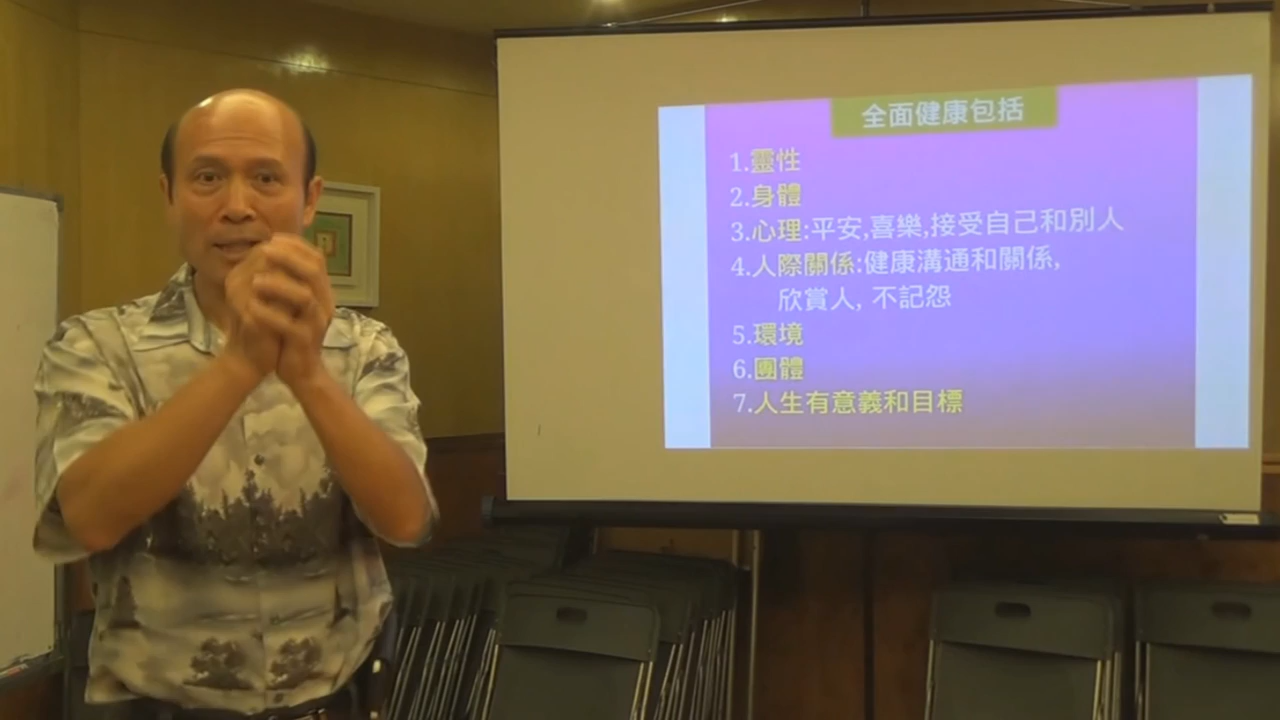 全面健康包括
1.靈性
2.身體
3.心理:平安,喜樂,接受自己和別人
4.人際關係:健康溝通和關係,
欣賞人, 不記怨
5.環境
6.團體
7.人生有意義和目標